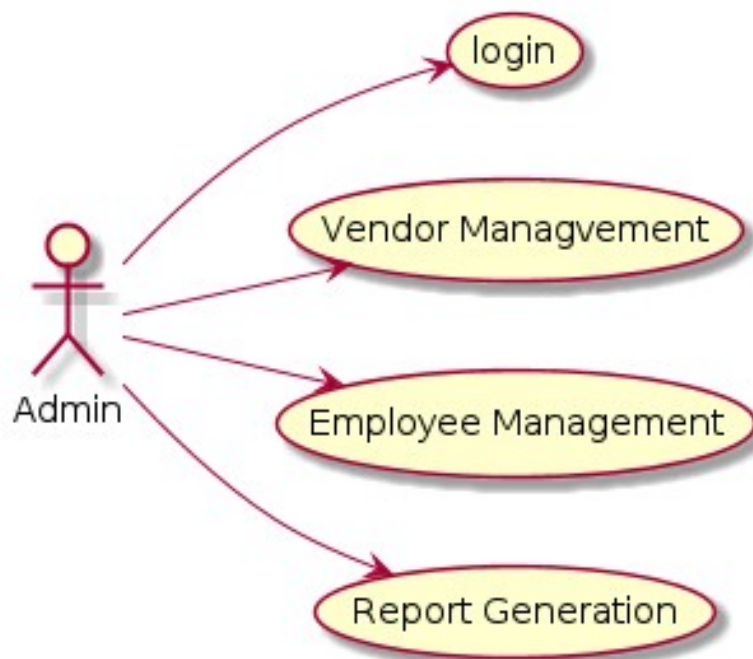 login
Vendor Managvement
Admin
Employee Management
Report Generation